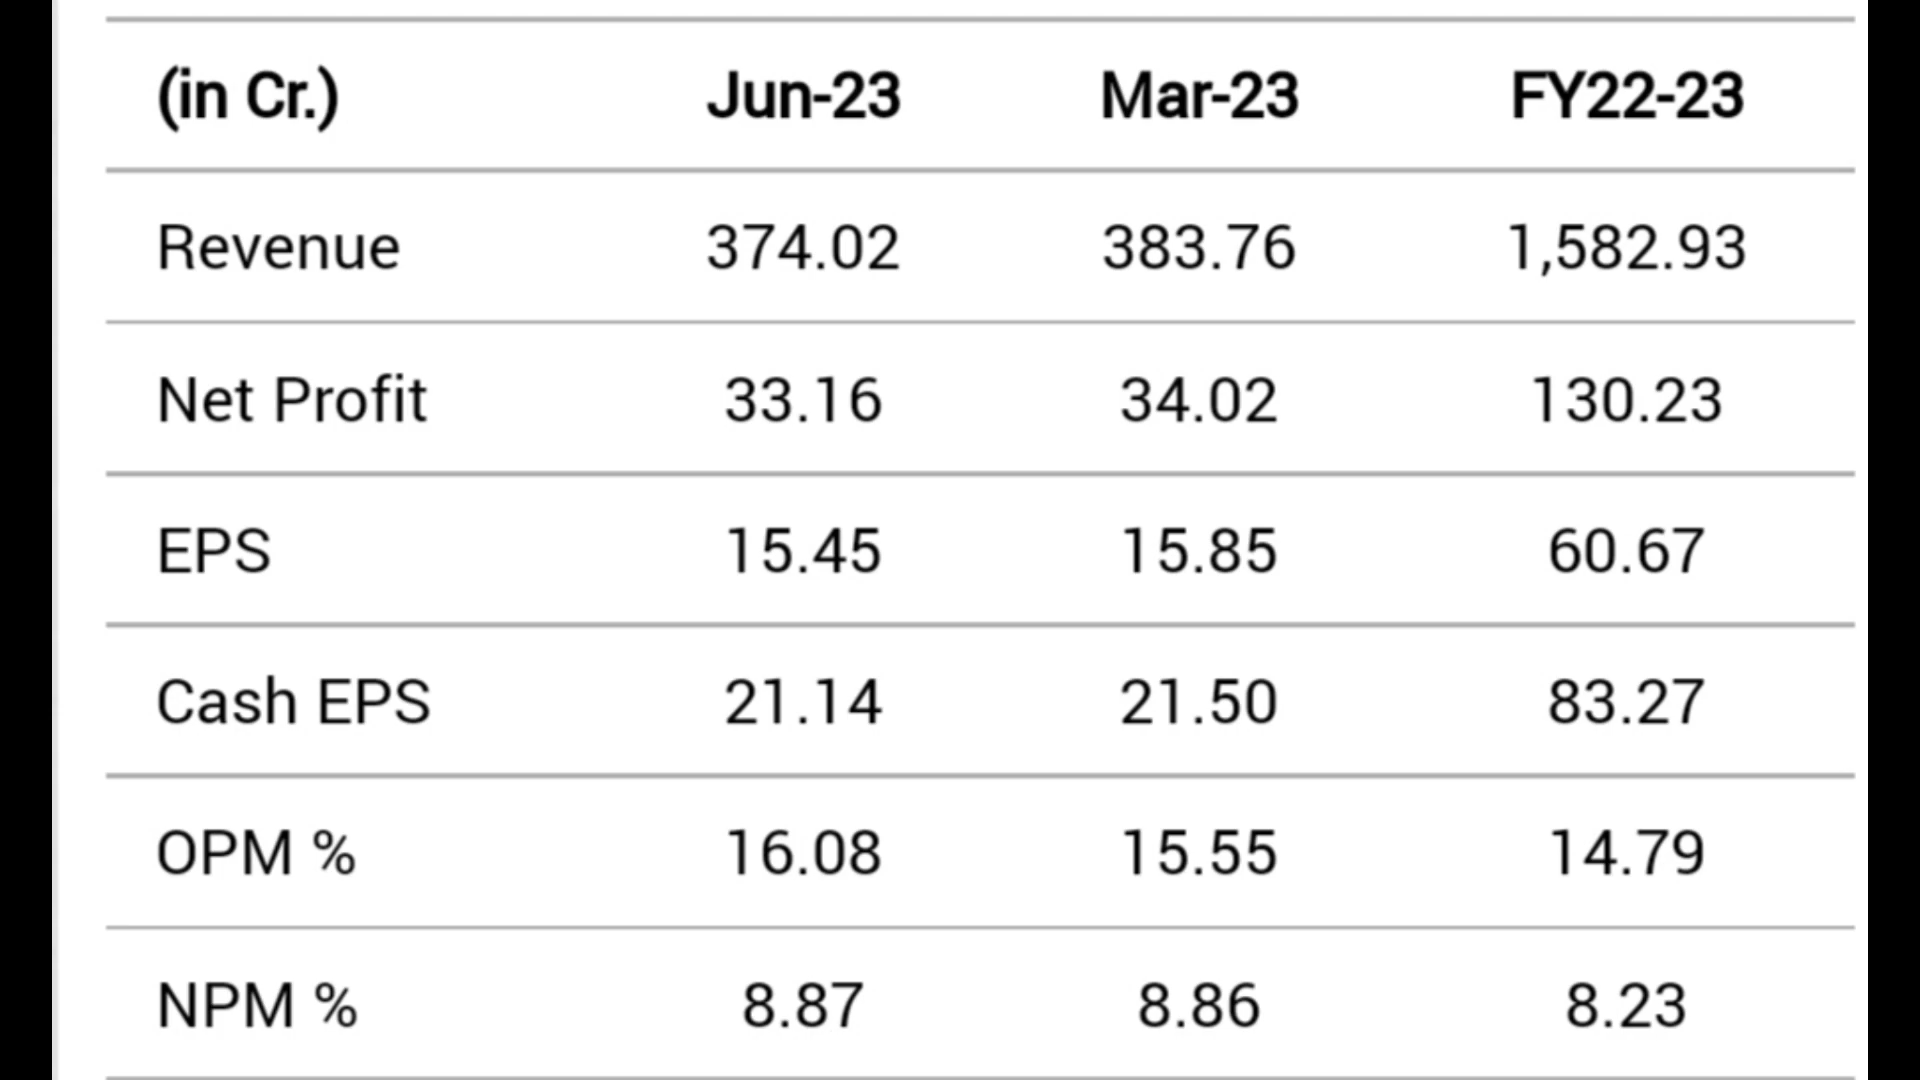 (in Cr.) Jun-23 Mar-23 FY22-23
Revenue 374.02 383.76 1,582.93
Net Profit 33.16 34.02 130.23
EPS 15.45 15.85 60.67
Cash EPS 21.14 21.50 83.27
OPM % 16.08 15.55 14.79
NPM % 8.87 8.86 8.23